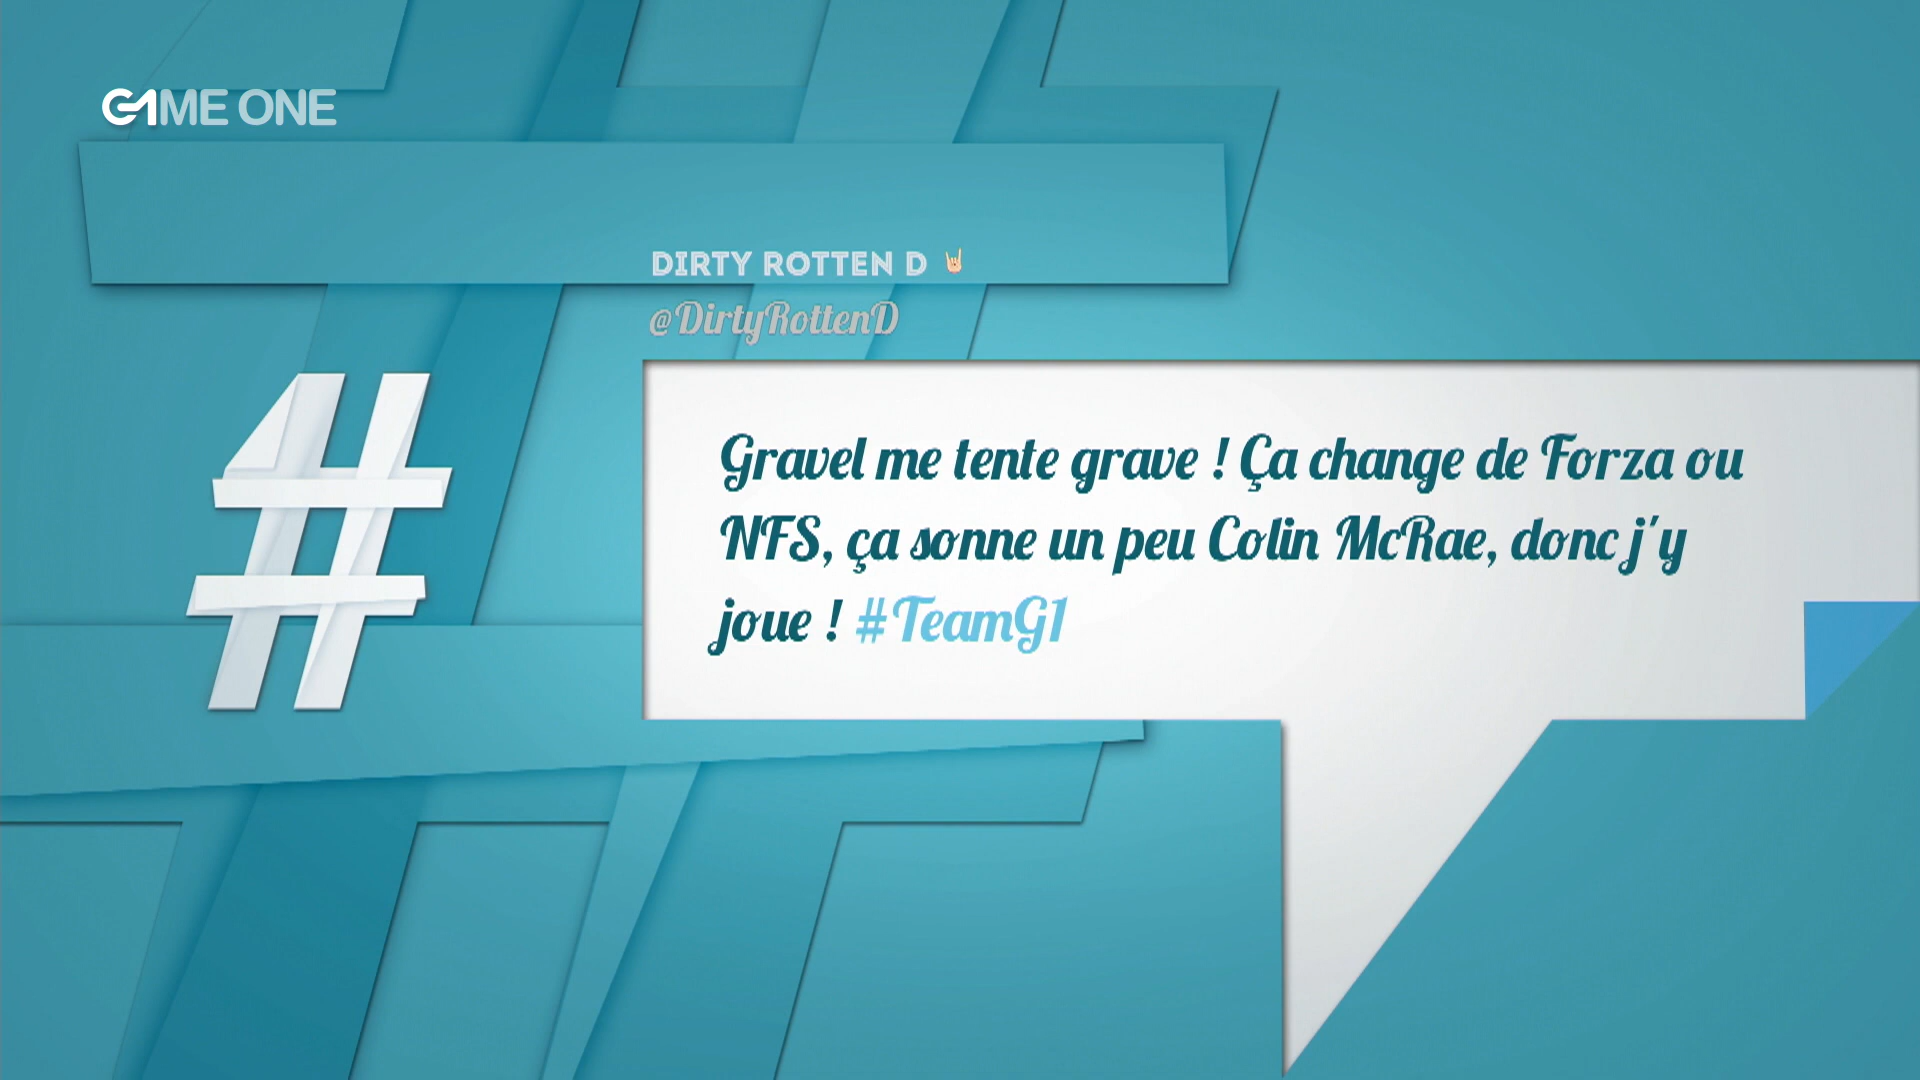 GAME ONE
DIRTY ROTTEN D 🤘
@DirtyRottenD
#
Gravel me tente grave ! Ça change de Forza ou
NFS, ça sonne un peu Colin McRae, donc j'y
joue ! #TeamG1